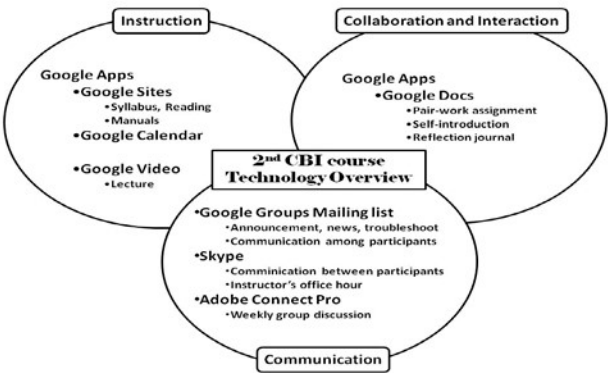 Instruction
Google Apps
•Google Sites
•Syllabus, Reading
•Manuals
•Google Calendar
•Google Video
•Lecture
Collaboration and Interaction
Google Apps
•Google Docs
•Pair-work assignment
•Self-introduction
•Reflection journal
2nd CBI course
Technology Overview
•Google Groups Mailing list
•Announcement, news, troubleshoot
•Communication among participants
•Skype
•Comminication between participants
•Instructor's office hour
•Adobe Connect Pro
•Weekly group discussion
Communication